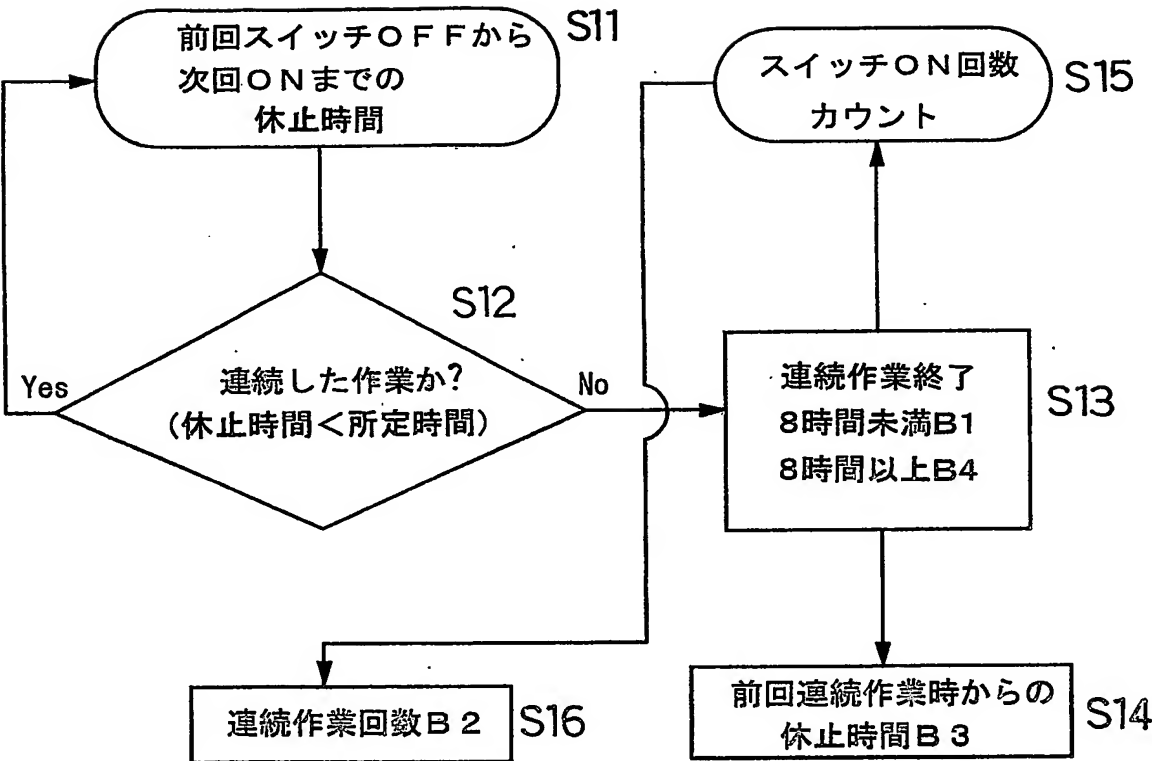 前回スイッチOFFから
次回ONまでの
休止時間
S11
スイッチON回数
カウント
S15
S12
連続した作業か?
(休止時間<所定時間)
Yes
No
連続作業終了
8時間未満B1
8時間以上B4
S13
連続作業回数B2
S16
前回連続作業時からの
休止時間B3
S14